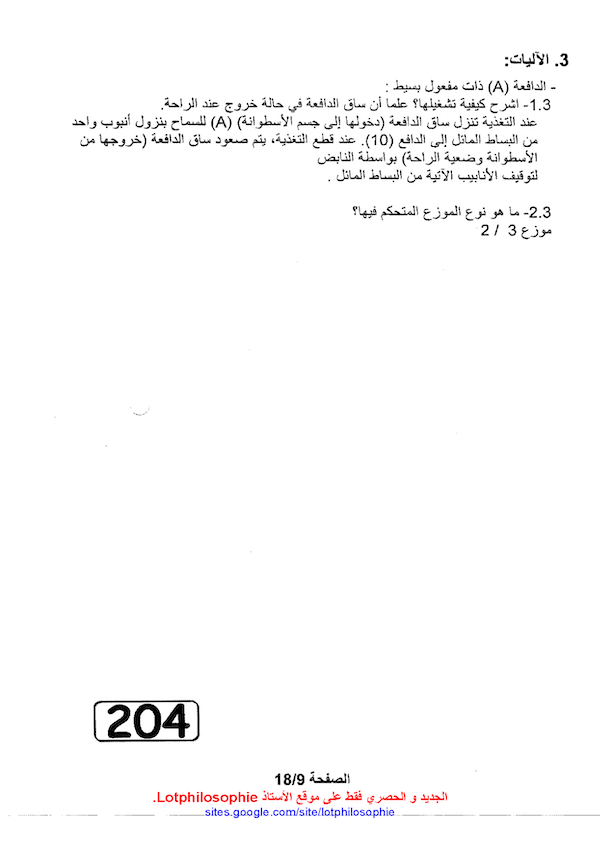 3. الآليات:
- الدافعة (A) ذات مفعول بسيط :
1.3- اشرح كيفية تشغيلها؟ علما أن ساق الدافعة في حالة خروج عند الراحة.
عند التغذية تنزل ساق الدافعة (دخولها إلى جسم الأسطوانة) (A) للسماح بنزول أنبوب واحد
من البساط المائل إلى الدافع (10). عند قطع التغذية، يتم صعود ساق الدافعة (خروجها من
الأسطوانة وضعية الراحة) بواسطة النابض
لتوقيف الأنابيب الآتية من البساط المائل .
2.3- ما هو نوع الموزع المتحكم فيها؟
موزع 3 / 2
204
الصفحة 18/9
الجديد و الحصري فقط على موقع الأستاذ Lotphilosophie.
sites.google.com/site/lotphilosophie